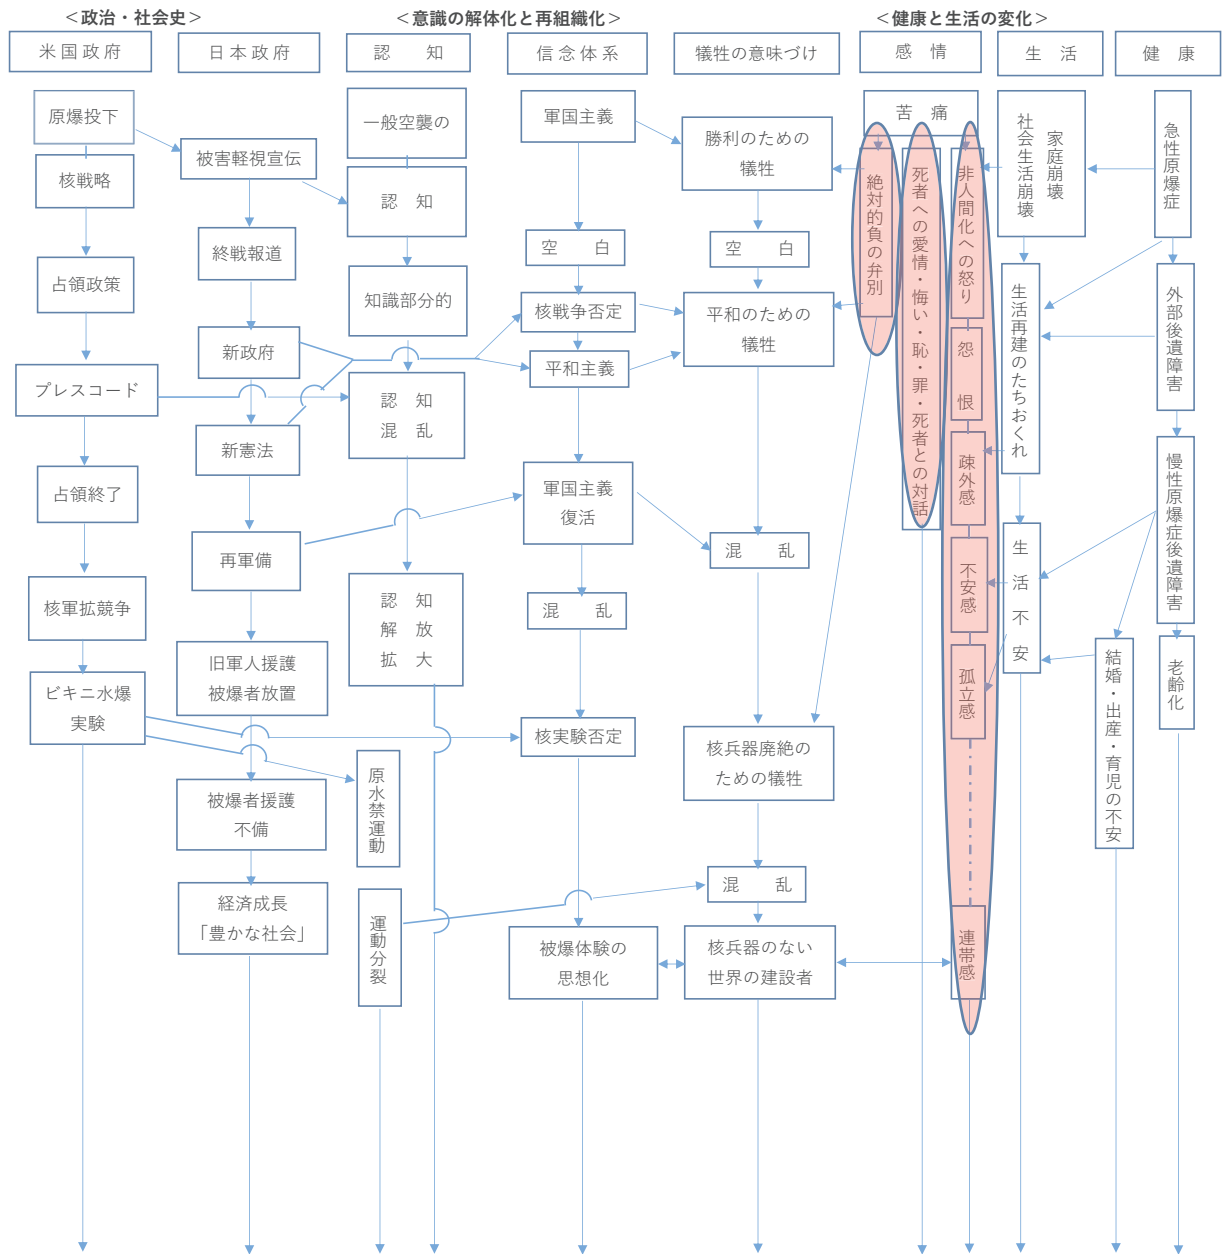 ＜政治・社会史＞
＜意識の解体化と再組織化＞
＜健康と生活の変化＞
米国政府
日本政府
認　知
信念体系
犠牲の意味づけ
感　情
生　活
健　康
原爆投下
核戦略
占領政策
プレスコード
占領終了
核軍拡競争
ビキニ水爆
実験
被害軽視宣伝
終戦報道
新政府
新憲法
再軍備
旧軍人援護
被爆者放置
被爆者援護
不備
経済成長
「豊かな社会」
一般空襲の
認　知
知識部分的
認　知
混　乱
認　知
解　放
拡　大
原水禁運動
運動分裂
軍国主義
空　白
核戦争否定
平和主義
軍国主義
復活
混　乱
核実験否定
被爆体験の
思想化
勝利のための
犠牲
空　白
平和のための
犠牲
混　乱
核兵器廃絶の
ための犠牲
混　乱
核兵器のない
世界の建設者
苦　痛
絶対的負の弁別
死者への愛情・悔い・恥・罪・死者との対話
非人間化への怒り
怨　恨
疎外感
不安感
孤立感
連帯感
家庭崩壊
社会生活崩壊
生活再建のたちおくれ
生活不安
急性原爆症
外部後遺障害
慢性原爆症後遺障害
老齢化
結婚・出産・育児の不安